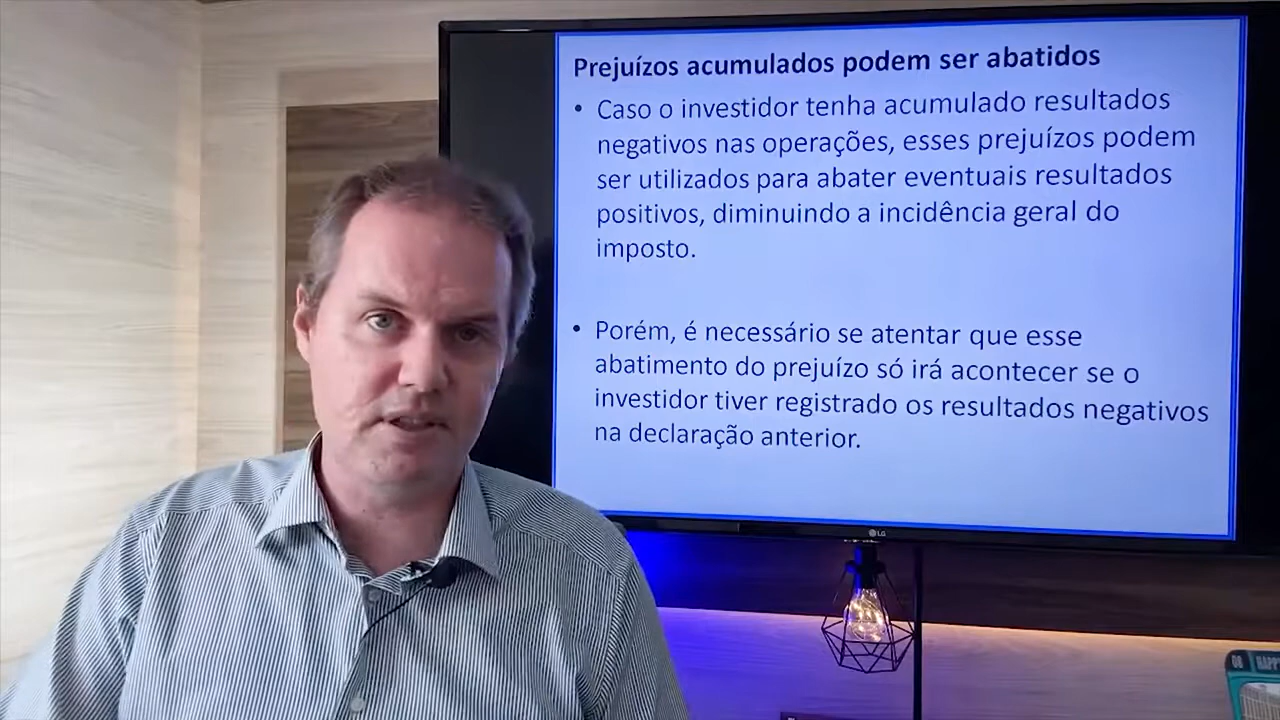 Prejuízos acumulados podem ser abatidos
• Caso o investidor tenha acumulado resultados
negativos nas operações, esses prejuízos podem
ser utilizados para abater eventuais resultados
positivos, diminuindo a incidência geral do
imposto.
• Porém, é necessário se atentar que esse
abatimento do prejuízo só irá acontecer se o
investidor tiver registrado os resultados negativos
na declaração anterior.
LG